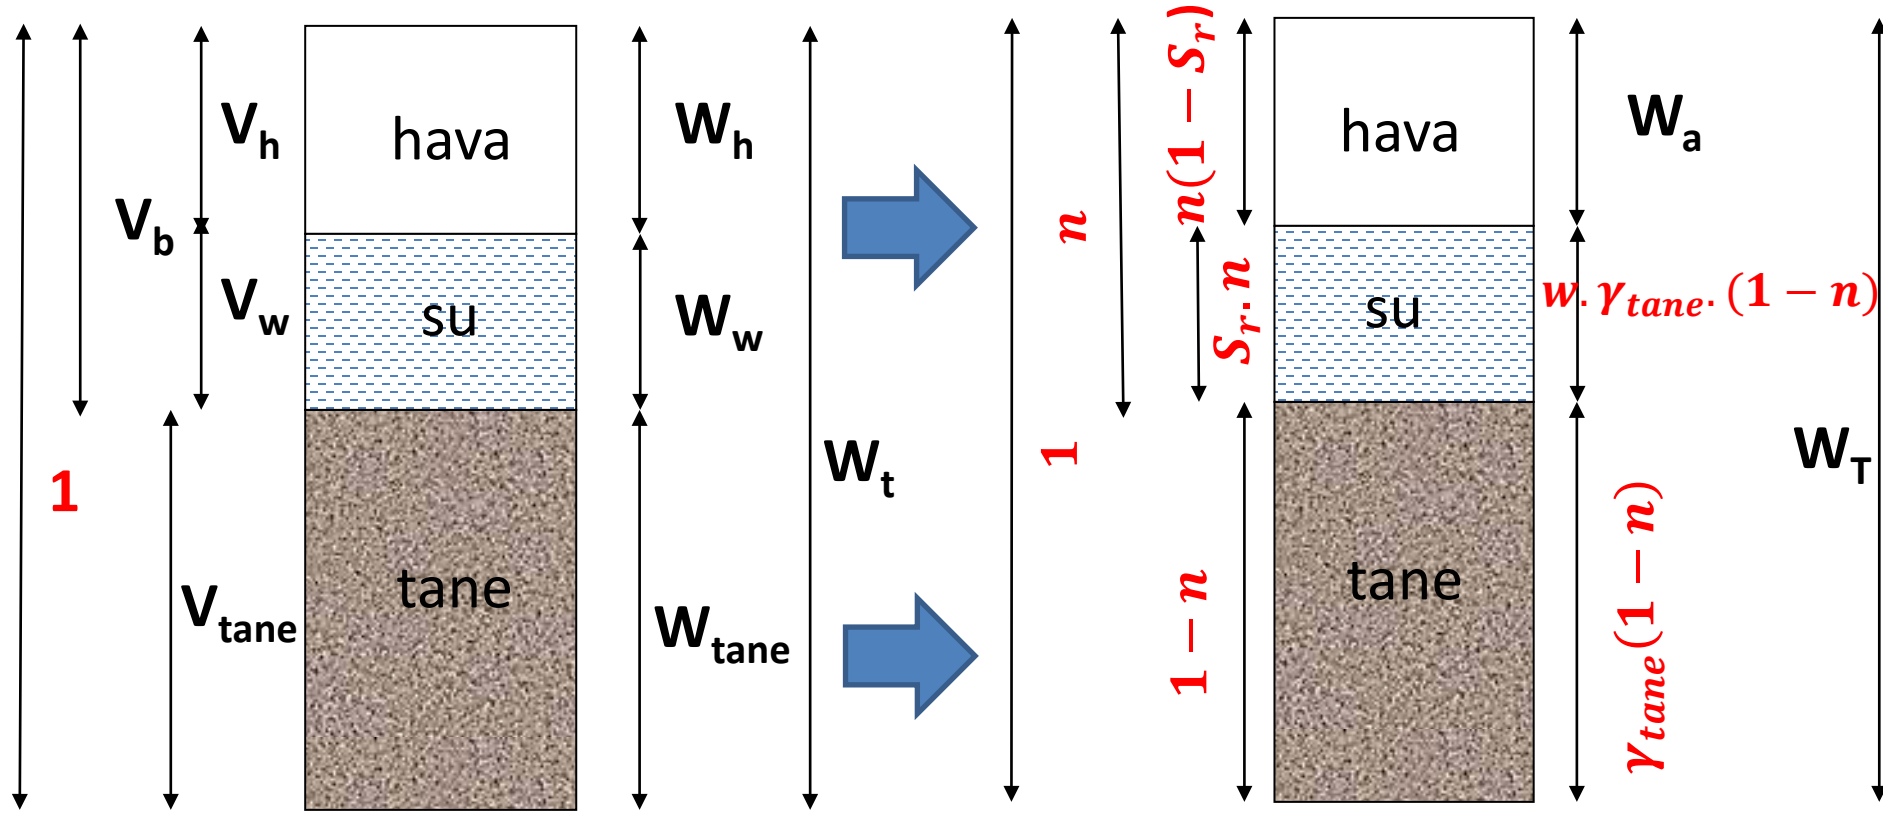 1
V_b
V_h
V_w
V_tane
hava
su
tane
W_h
W_w
W_tane
W_t
1
n
n(1 − S_r)
S_r.n
1 − n
hava
su
tane
W_a
w.γ_tane.(1 − n)
γ_tane(1 − n)
W_T